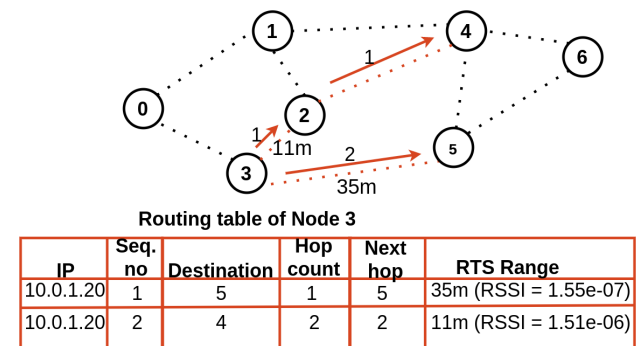 1
4
6
1
0
2
1
11m
2
5
3
35m
Routing table of Node 3
IP Seq. no Destination Hop count Next hop RTS Range
10.0.1.20 1 5 1 5 35m (RSSI = 1.55e-07)
10.0.1.20 2 4 2 2 11m (RSSI = 1.51e-06)